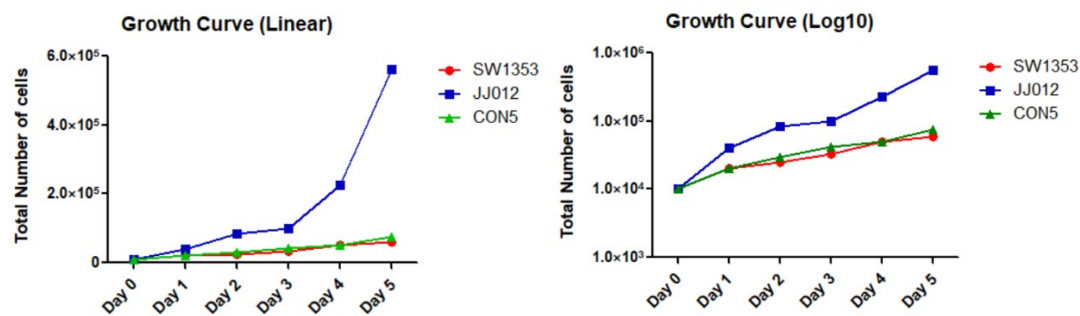 Growth Curve (Linear)
Total Number of cells
6.0×10⁵
4.0×10⁵
2.0×10⁵
0
Day 0
Day 1
Day 2
Day 3
Day 4
Day 5
SW1353
JJ012
CON5
Growth Curve (Log10)
Total Number of cells
1.0×10⁶
1.0×10⁵
1.0×10⁴
1.0×10³
Day 0
Day 1
Day 2
Day 3
Day 4
Day 5
SW1353
JJ012
CON5